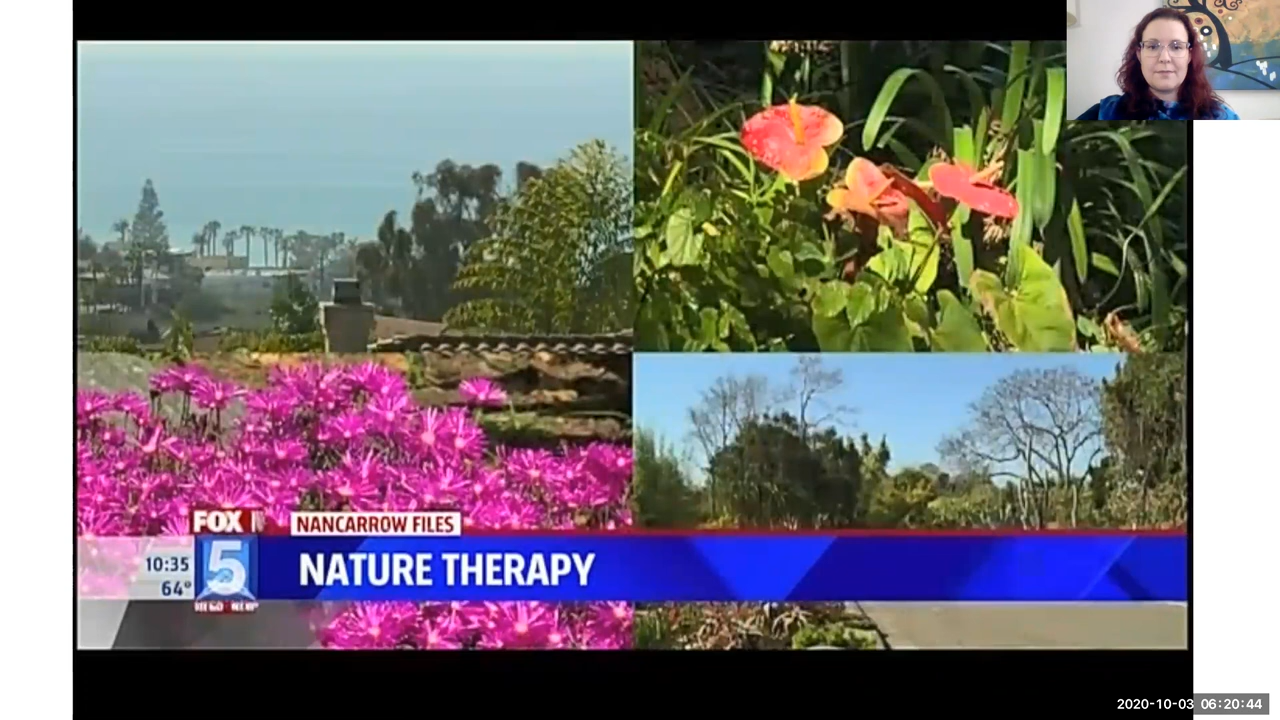 FOX
NANCARROW FILES
10:35
5
NATURE THERAPY
64°
2020-10-03 06:20:44